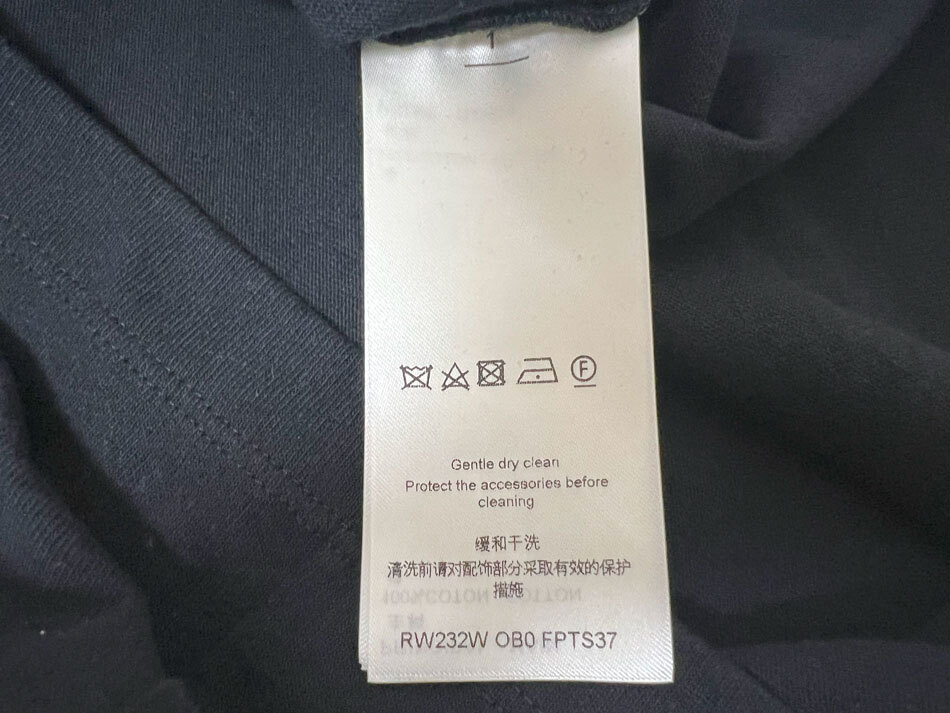 1
F
Gentle dry clean
Protect the accessories before
cleaning
缓和干洗
清洗前请对配饰部分采取有效的保护
措施
RW232W OB0 FPTS37